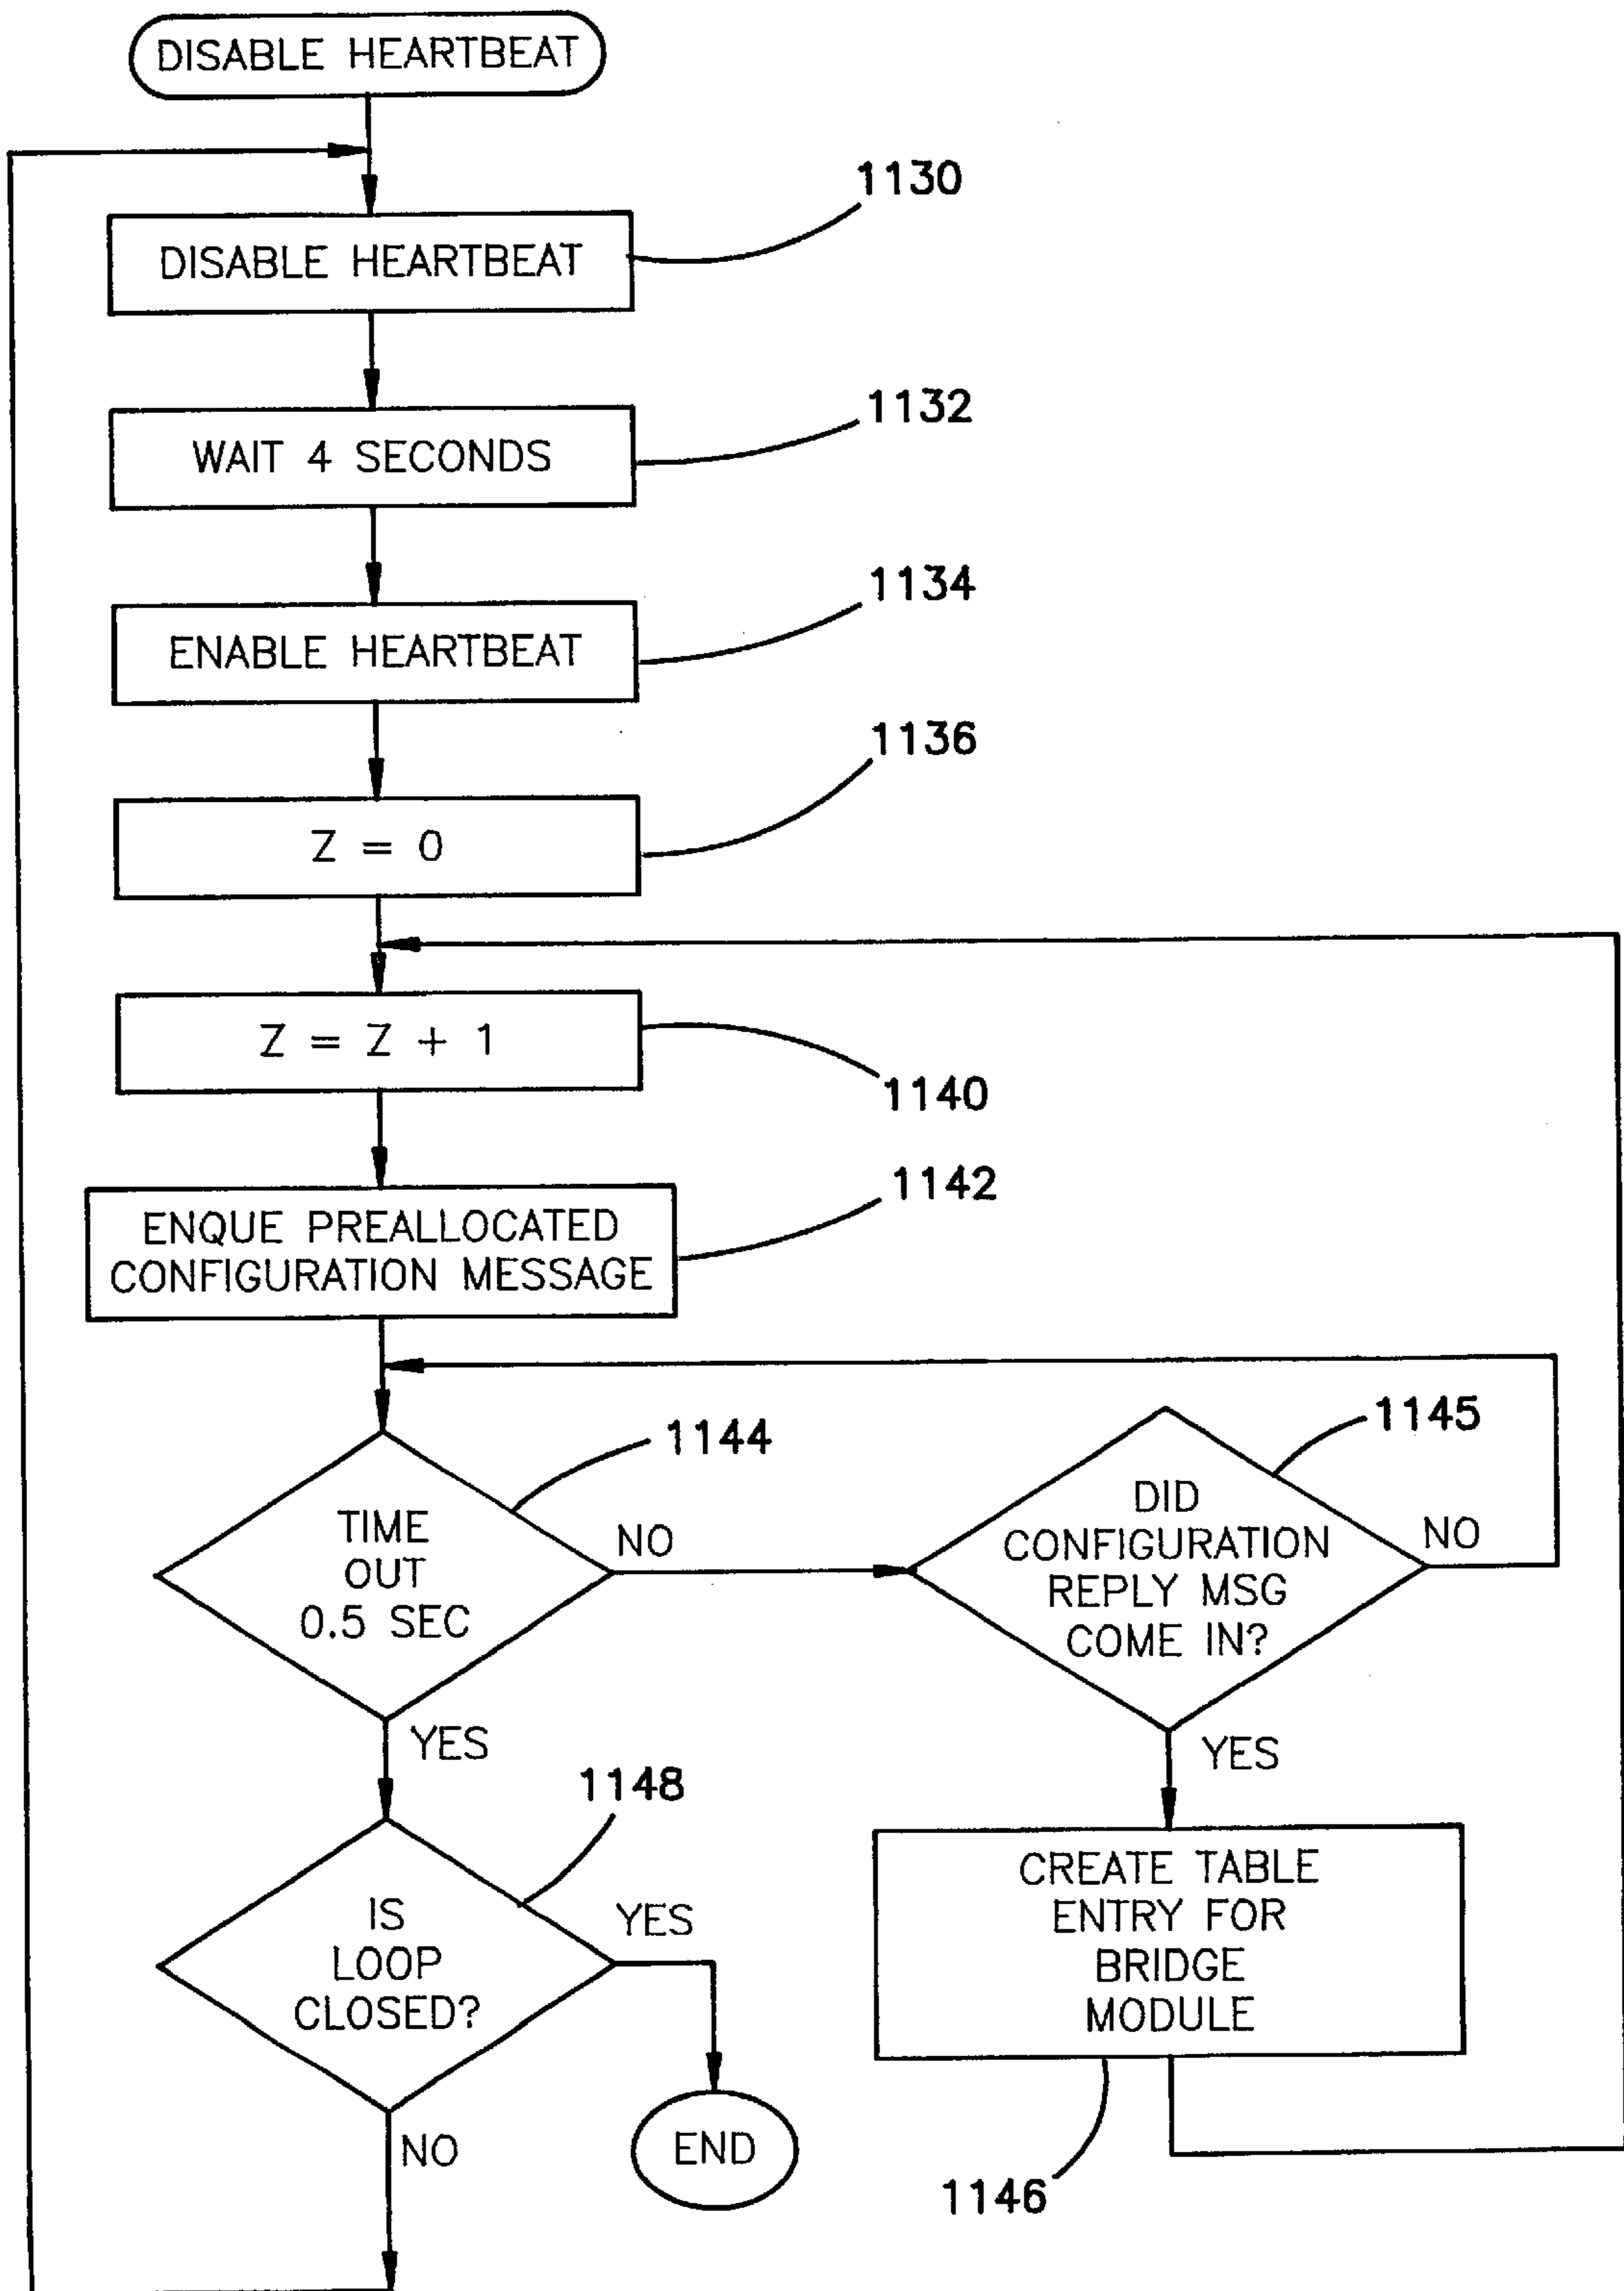 DISABLE HEARTBEAT
1130
DISABLE HEARTBEAT
1132
WAIT 4 SECONDS
1134
ENABLE HEARTBEAT
1136
Z = 0
Z = Z + 1
1140
1142
ENQUE PREALLOCATED
CONFIGURATION MESSAGE
1144
TIME
OUT
0.5 SEC
NO
YES
1145
DID
CONFIGURATION
REPLY MSG
COME IN?
NO
YES
1148
IS
LOOP
CLOSED?
YES
NO
END
CREATE TABLE
ENTRY FOR
BRIDGE
MODULE
1146